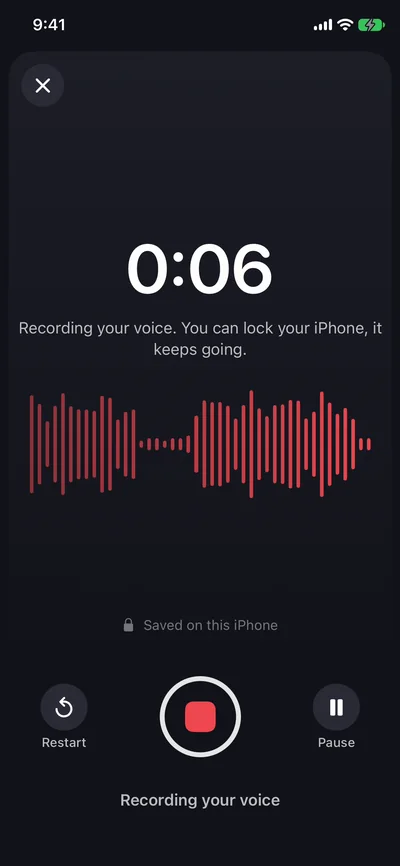 9:41
0:06
Recording your voice. You can lock your iPhone, it
keeps going.
Saved on this iPhone
Restart
Pause
Recording your voice